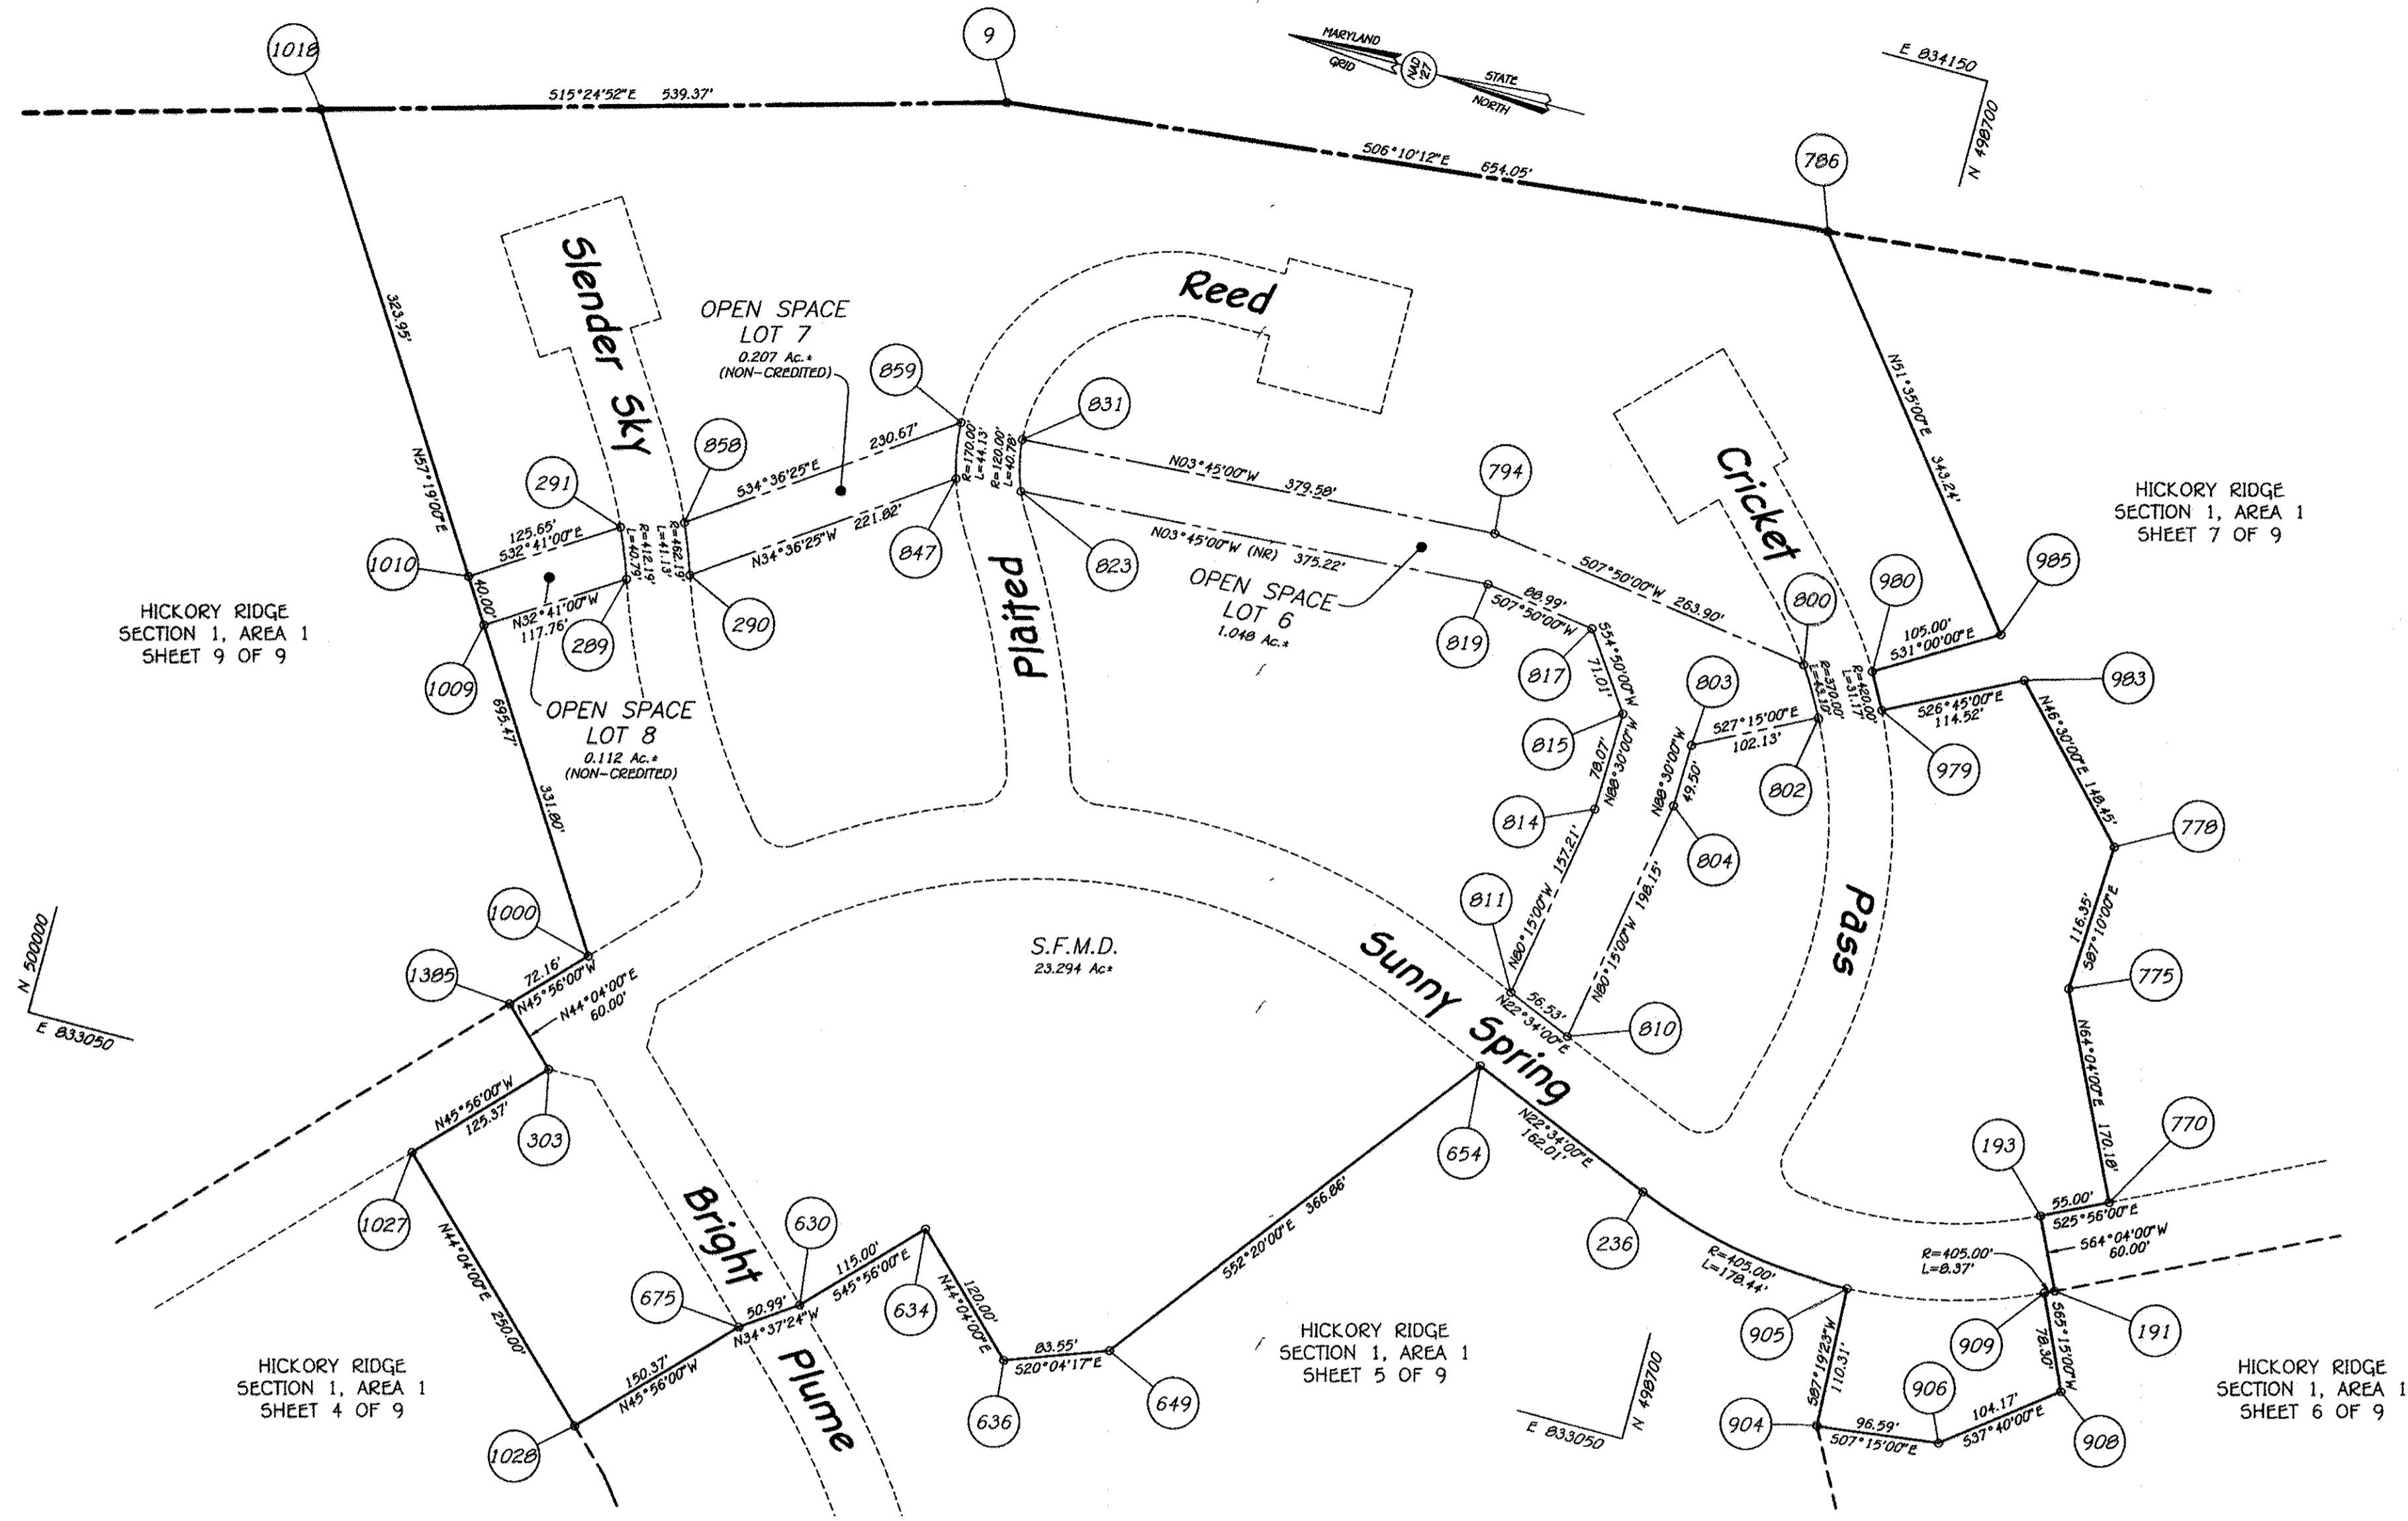 1018
9
MARYLAND
GRID
NAD
'27
STATE
NORTH
E 834150
N 498700
S15°24'52"E 539.37'
S06°10'12"E 654.05'
786
323.95'
N57°19'00"E
Slender Sky
OPEN SPACE
LOT 7
0.207 Ac.±
(NON-CREDITED)
Reed
859
831
858
230.67'
S34°36'25"E
R=170.00'
L=44.13'
R=120.00'
L=40.78'
N03°45'00"W 379.58'
794
Cricket
N51°35'00"E 343.24'
HICKORY RIDGE
SECTION 1, AREA 1
SHEET 7 OF 9
291
125.65'
S32°41'00"E
R=412.19'
L=40.79'
R=462.19'
L=41.13'
N34°36'25"W 221.82'
847
823
N03°45'00"W (NR) 375.22'
OPEN SPACE
LOT 6
1.048 Ac.±
S07°50'00"W 263.90'
800
980
985
1010
40.00'
N32°41'00"W
117.76'
289
290
Plaited
819
88.99'
S07°50'00"W
817
S54°50'00"W
71.01'
803
R=370.00'
L=43.10'
R=420.00'
L=31.17'
105.00'
S31°00'00"E
983
HICKORY RIDGE
SECTION 1, AREA 1
SHEET 9 OF 9
1009
695.47'
OPEN SPACE
LOT 8
0.112 Ac.±
(NON-CREDITED)
331.80'
815
78.07'
N88°30'00"W
N88°30'00"W
49.50'
S27°15'00"E
102.13'
802
S26°45'00"E
114.52'
979
N46°30'00"E 148.45'
814
804
778
N80°15'00"W 157.21'
N80°15'00"W 198.15'
811
Pass
116.35'
S87°10'00"E
1000
N 500000
E 833050
1385
72.16'
N45°56'00"W
N44°04'00"E
60.00'
S.F.M.D.
23.294 Ac±
Sunny Spring
56.53'
N22°34'00"E
810
775
N64°04'00"E 170.18'
N45°56'00"W
125.37'
303
654
N22°34'00"E
162.01'
193
770
55.00'
S25°56'00"E
1027
N44°04'00"E 250.00'
Bright Plume
630
115.00'
S45°56'00"E
634
120.00'
N44°04'00"E
S52°20'00"E 366.86'
236
R=405.00'
L=178.44'
R=405.00'
L=8.37'
S64°04'00"W
60.00'
675
50.99'
N34°37'24"W
83.55'
S20°04'17"E
HICKORY RIDGE
SECTION 1, AREA 1
SHEET 5 OF 9
905
909
191
HICKORY RIDGE
SECTION 1, AREA 1
SHEET 4 OF 9
150.37'
N45°56'00"W
636
649
E 833050
N 498700
S87°19'23"W
110.31'
S65°15'00"W
78.30'
HICKORY RIDGE
SECTION 1, AREA 1
SHEET 6 OF 9
1028
904
96.59'
S07°15'00"E
906
104.17'
S37°40'00"E
908